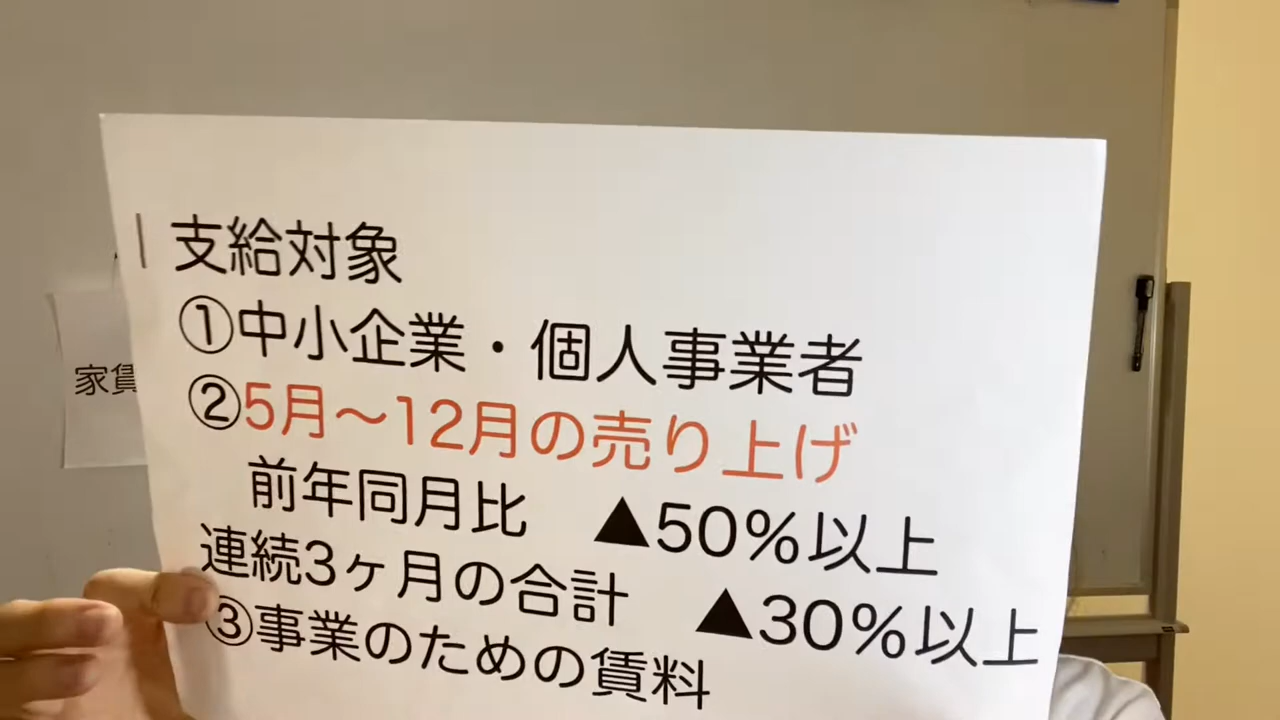 支給対象
①中小企業・個人事業者
②5月～12月の売り上げ
前年同月比 ▲50%以上
連続3ヶ月の合計 ▲30%以上
③事業のための賃料
家賃